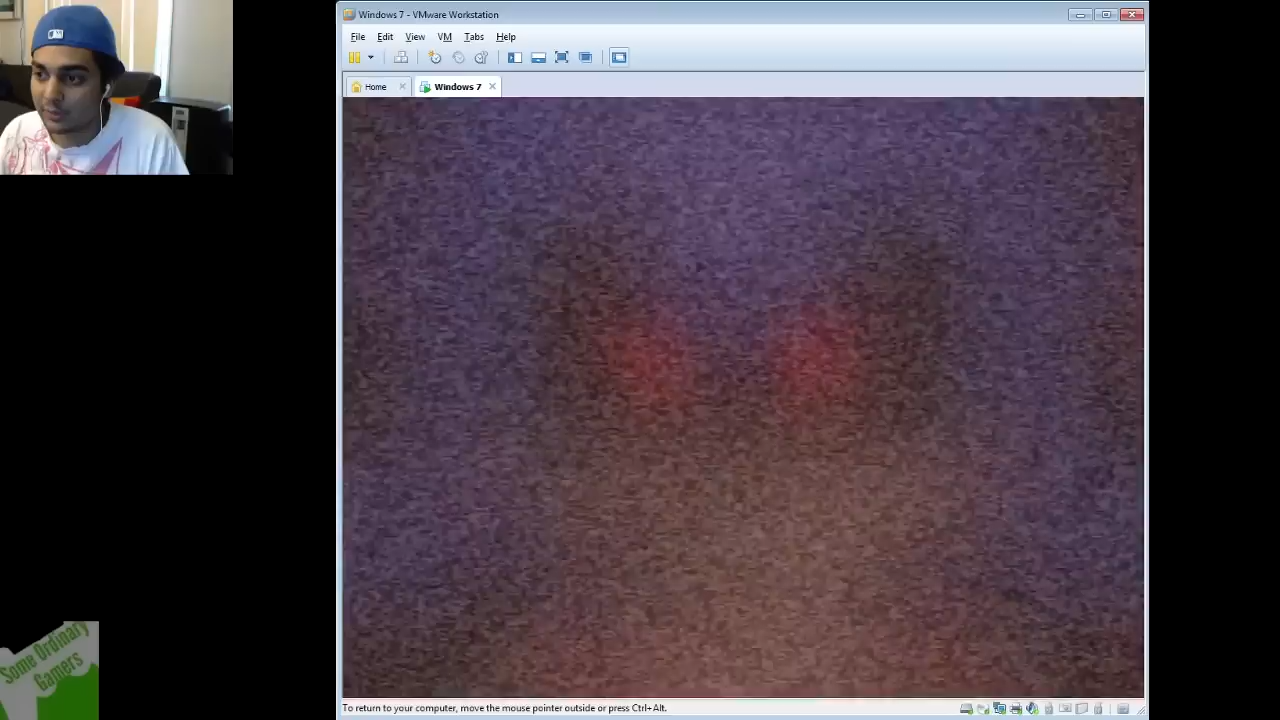 Windows 7 - VMware Workstation
File Edit View VM Tabs Help
Home
Windows 7
To return to your computer, move the mouse pointer outside or press Ctrl+Alt.
Some Ordinary
Gamers